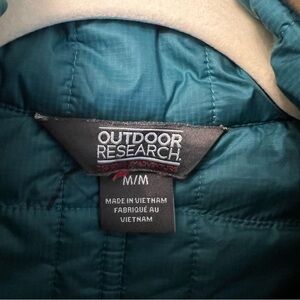 OUTDOOR
RESEARCH
M/M
MADE IN VIETNAM
FABRIQUÉ AU
VIETNAM